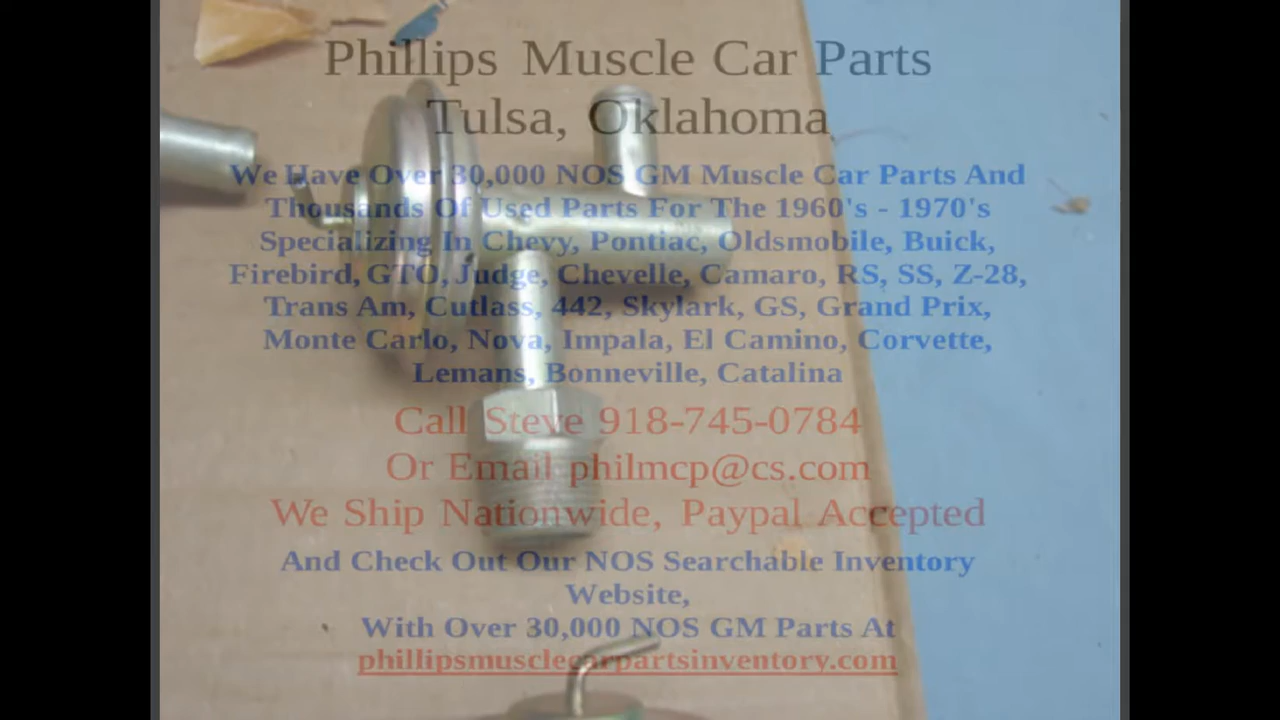 Phillips Muscle Car Parts
Tulsa, Oklahoma
We Have Over 30,000 NOS GM Muscle Car Parts And
Thousands Of Used Parts For The 1960's - 1970's
Specializing In Chevy, Pontiac, Oldsmobile, Buick,
Firebird, GTO, Judge, Chevelle, Camaro, RS, SS, Z-28,
Trans Am, Cutlass, 442, Skylark, GS, Grand Prix,
Monte Carlo, Nova, Impala, El Camino, Corvette,
Lemans, Bonneville, Catalina
Call Steve 918-745-0784
Or Email philmcp@cs.com
We Ship Nationwide, Paypal Accepted
And Check Out Our NOS Searchable Inventory
Website,
With Over 30,000 NOS GM Parts At
phillipsmusclecarpartsinventory.com